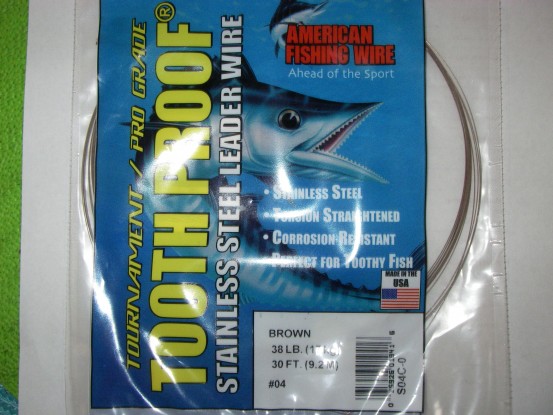 TOURNAMENT / PRO GRADE
TOOTH PROOF®
STAINLESS STEEL LEADER WIRE
AMERICAN
FISHING WIRE
Ahead of the Sport
• STAINLESS STEEL
• TORSION STRAIGHTENED
• CORROSION RESISTANT
• PERFECT FOR TOOTHY FISH
MADE IN THE
USA
BROWN
38 LB.
30 FT. (9.2 M)
#04